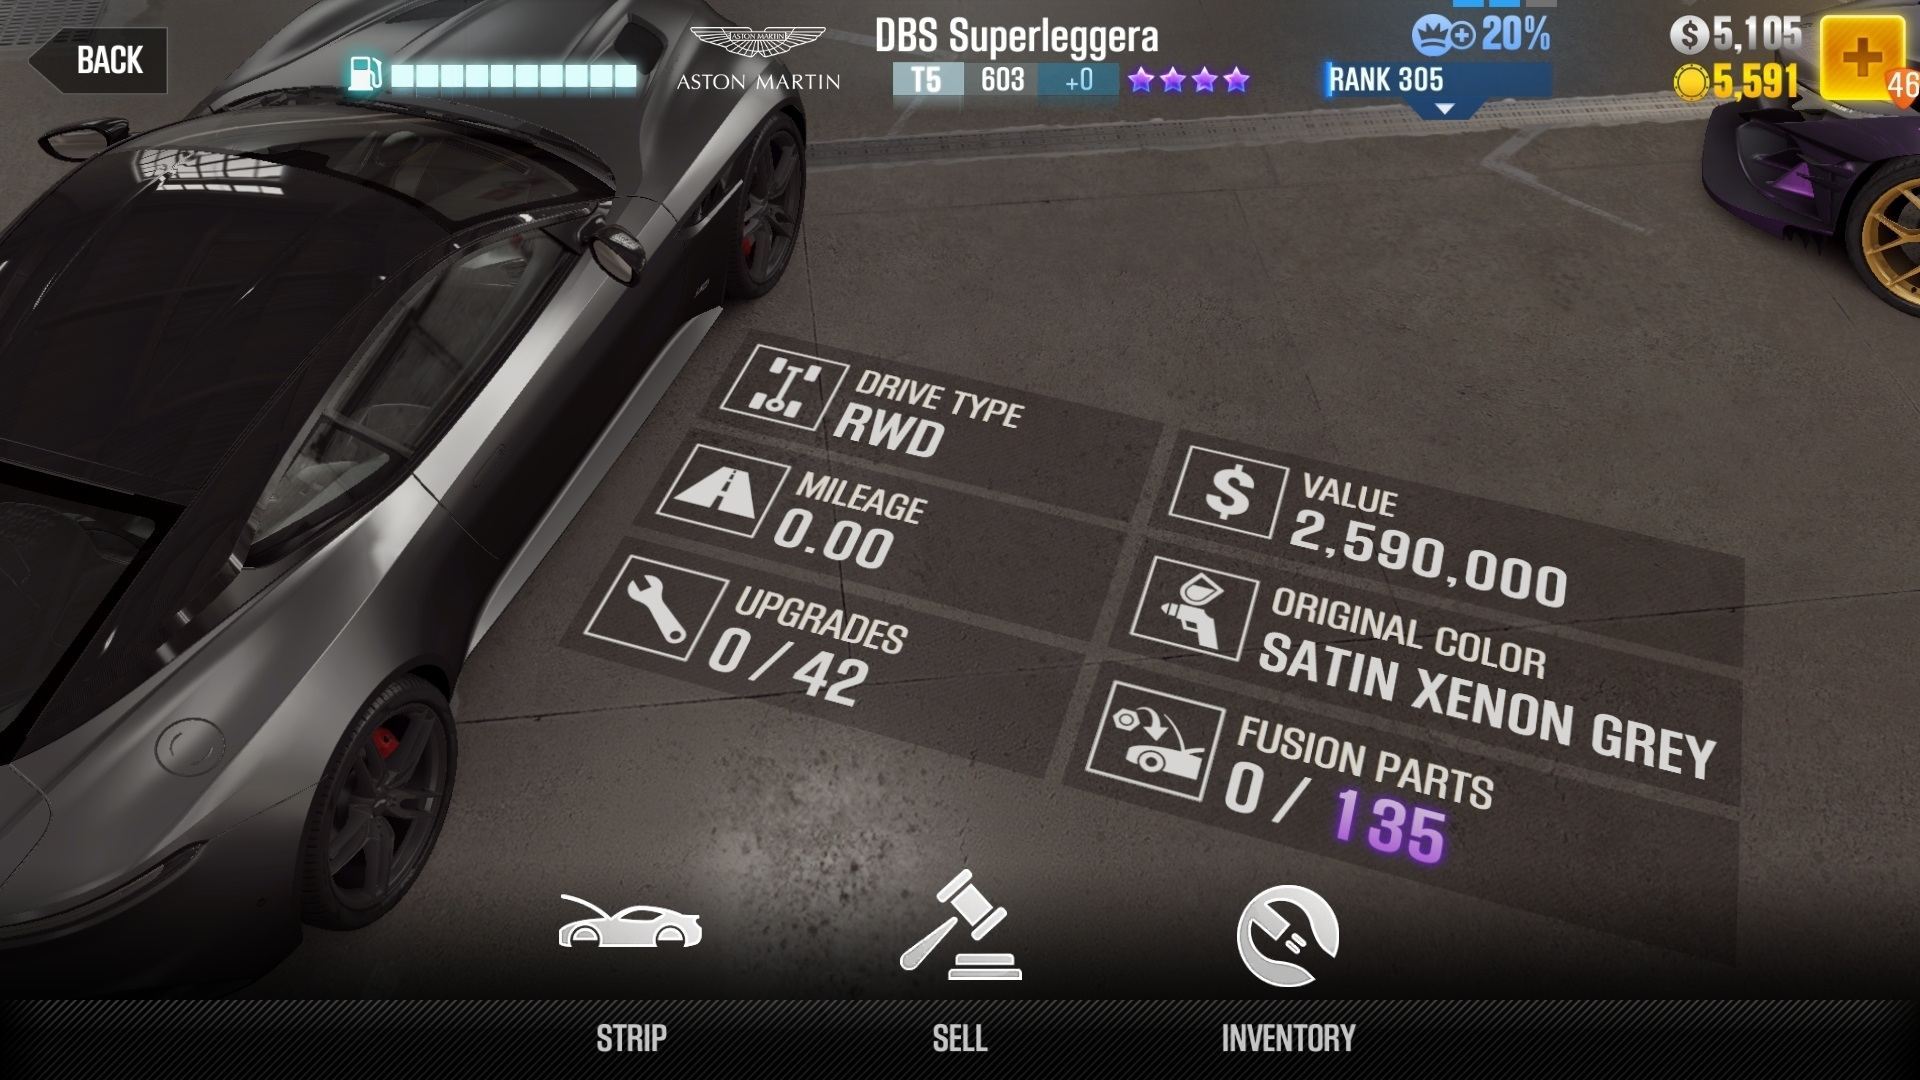 BACK
ASTON MARTIN
ASTON MARTIN
DBS Superleggera
T5 603 +0
20%
RANK 305
$ 5,105
5,591
46
DRIVE TYPE
RWD
MILEAGE
0.00
UPGRADES
0/42
$ VALUE
2,590,000
ORIGINAL COLOR
SATIN XENON GREY
FUSION PARTS
0/ 135
STRIP
SELL
INVENTORY